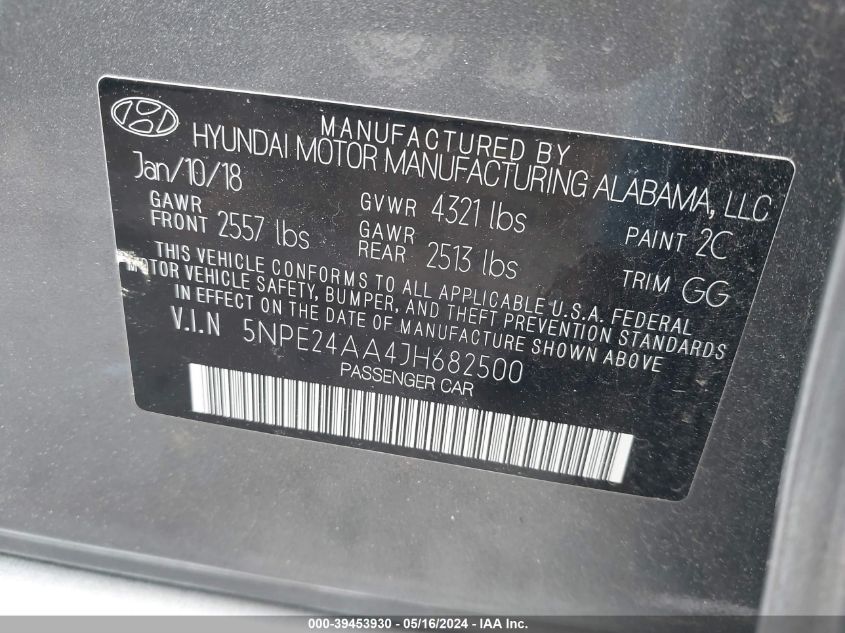 MANUFACTURED BY
HYUNDAI MOTOR MANUFACTURING ALABAMA, LLC
Jan/10/18
GAWR FRONT 2557 lbs
GVWR 4321 lbs
GAWR REAR 2513 lbs
PAINT 2C
TRIM GG
THIS VEHICLE CONFORMS TO ALL APPLICABLE U.S.A. FEDERAL
MOTOR VEHICLE SAFETY, BUMPER, AND THEFT PREVENTION STANDARDS
IN EFFECT ON THE DATE OF MANUFACTURE SHOWN ABOVE
V.I.N 5NPE24AA4JH682500
PASSENGER CAR
000-39453930 - 05/16/2024 - IAA Inc.